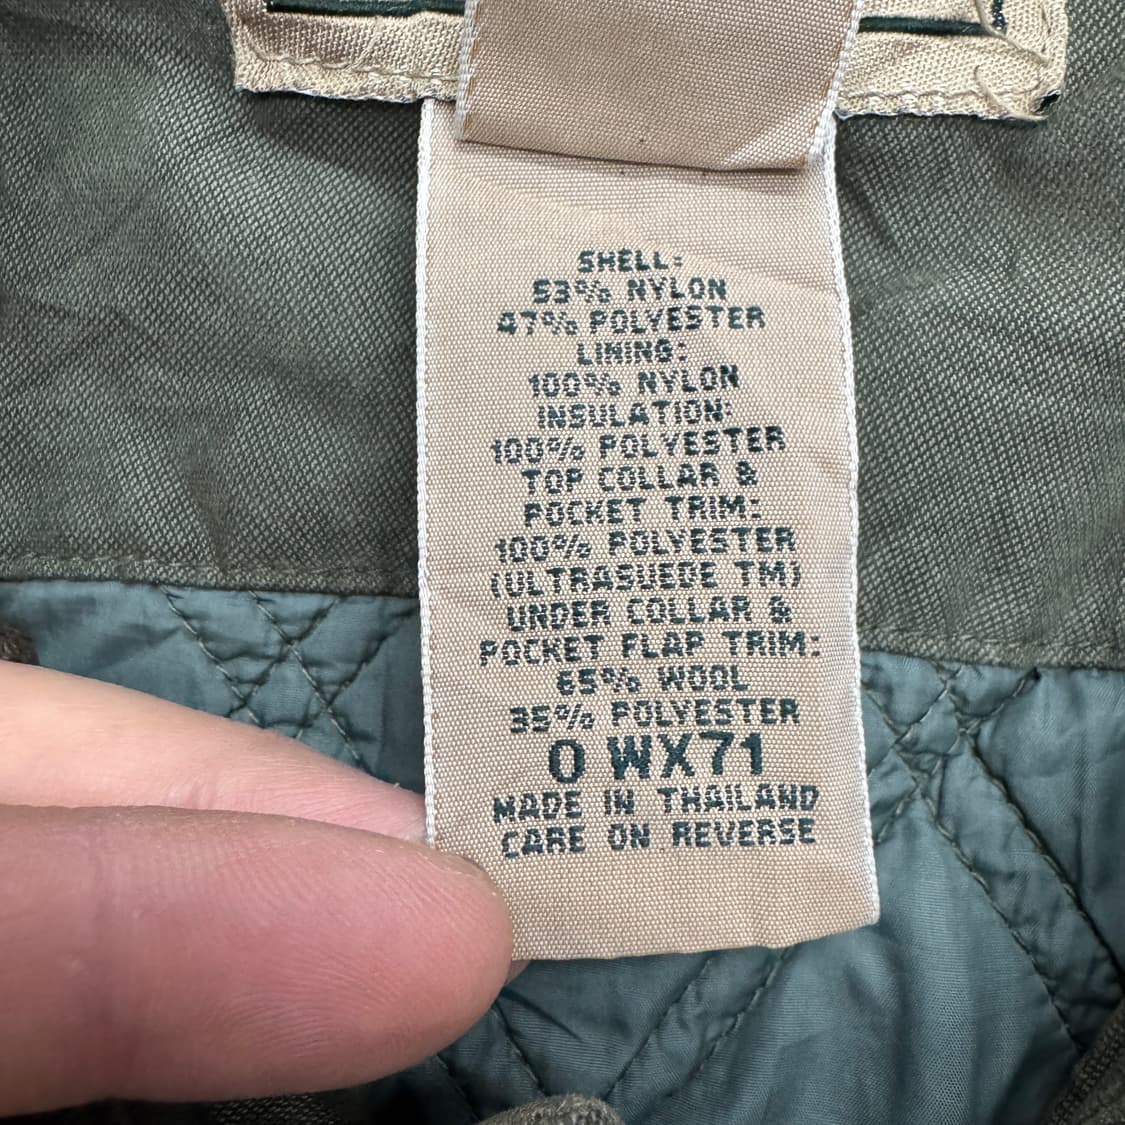 SHELL:
53% NYLON
47% POLYESTER
LINING:
100% NYLON
INSULATION:
100% POLYESTER
TOP COLLAR &
POCKET TRIM:
100% POLYESTER
(ULTRASUEDE TM)
UNDER COLLAR &
POCKET FLAP TRIM:
65% WOOL
35% POLYESTER
0 WX71
MADE IN THAILAND
CARE ON REVERSE